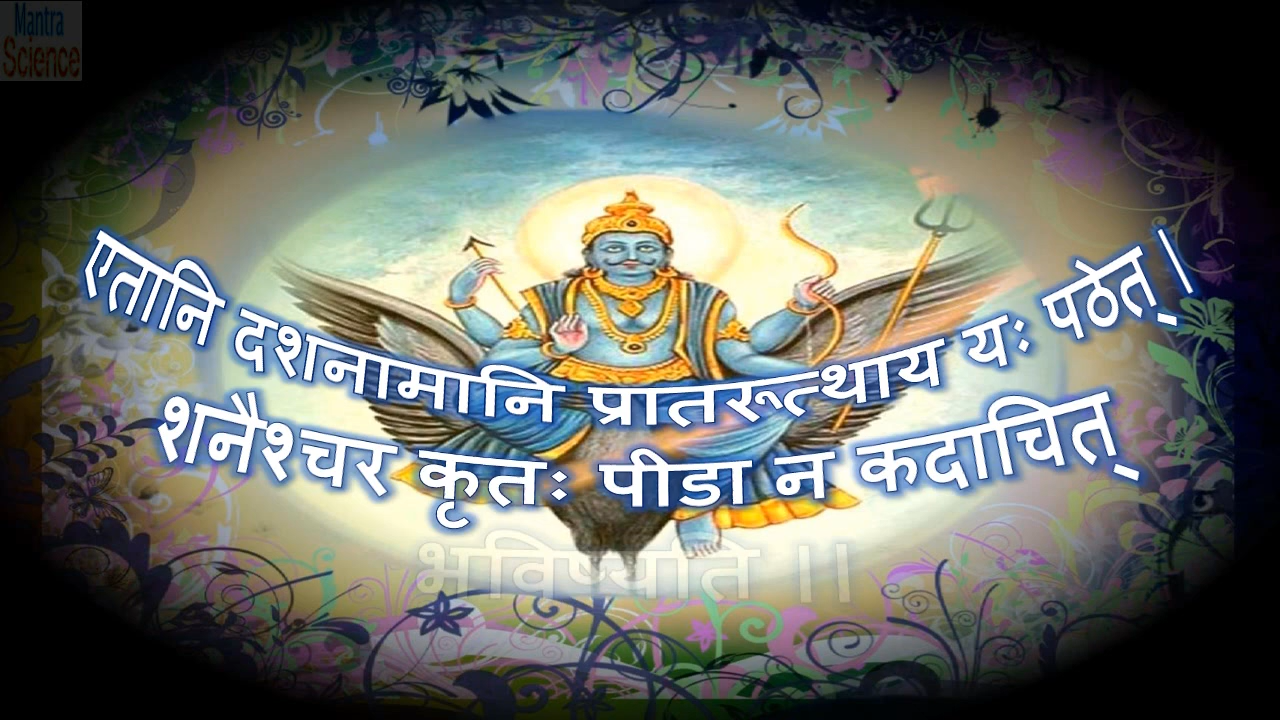 Mantra
Science
एतानि दशनामानि प्रातरूत्थाय यः पठेत् ।
शनैश्चर कृतः पीडा न कदाचित्
भविष्यति ।।